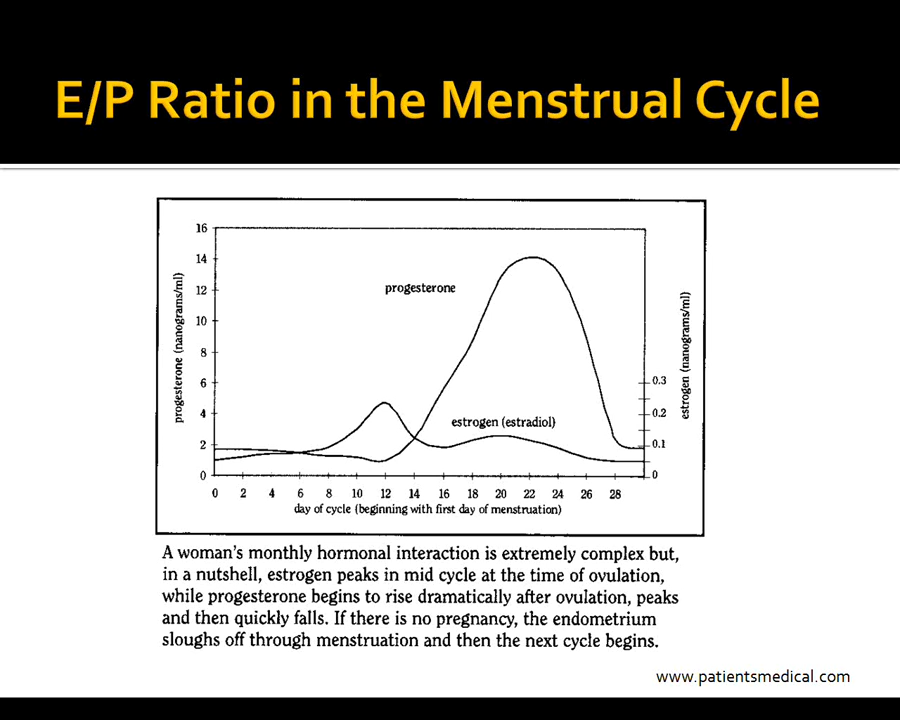 E/P Ratio in the Menstrual Cycle
16
14
12
10
8
6
4
2
0
progesterone (nanograms/ml)
progesterone
estrogen (estradiol)
0.3
0.2
0.1
0
estrogen (nanograms/ml)
0 2 4 6 8 10 12 14 16 18 20 22 24 26 28
day of cycle (beginning with first day of menstruation)
A woman's monthly hormonal interaction is extremely complex but,
in a nutshell, estrogen peaks in mid cycle at the time of ovulation,
while progesterone begins to rise dramatically after ovulation, peaks
and then quickly falls. If there is no pregnancy, the endometrium
sloughs off through menstruation and then the next cycle begins.
www.patientsmedical.com